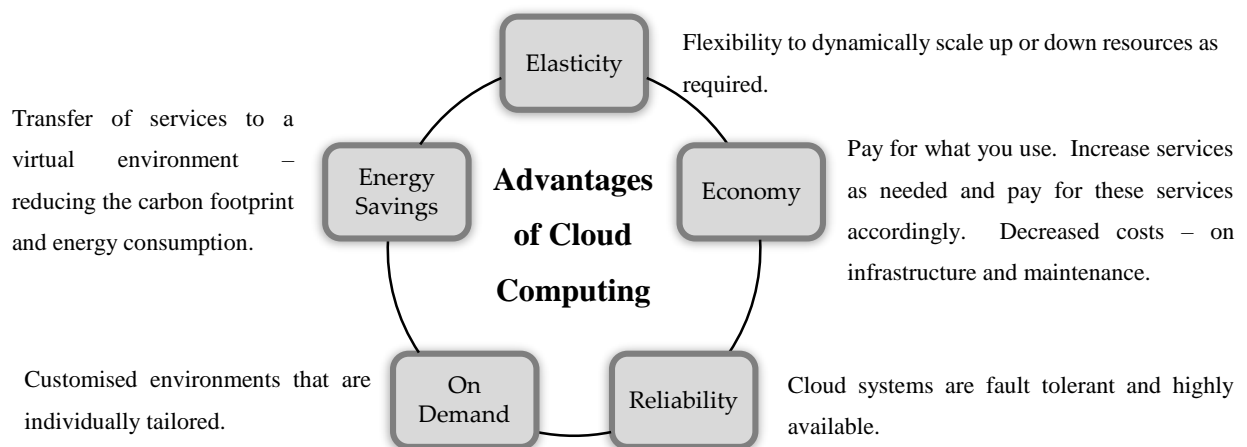 Elasticity
Flexibility to dynamically scale up or down resources as
required.
Transfer of services to a
virtual environment –
reducing the carbon footprint
and energy consumption.
Energy
Savings
Advantages
of Cloud
Computing
Economy
Pay for what you use. Increase services
as needed and pay for these services
accordingly. Decreased costs – on
infrastructure and maintenance.
Customised environments that are
individually tailored.
On
Demand
Reliability
Cloud systems are fault tolerant and highly
available.